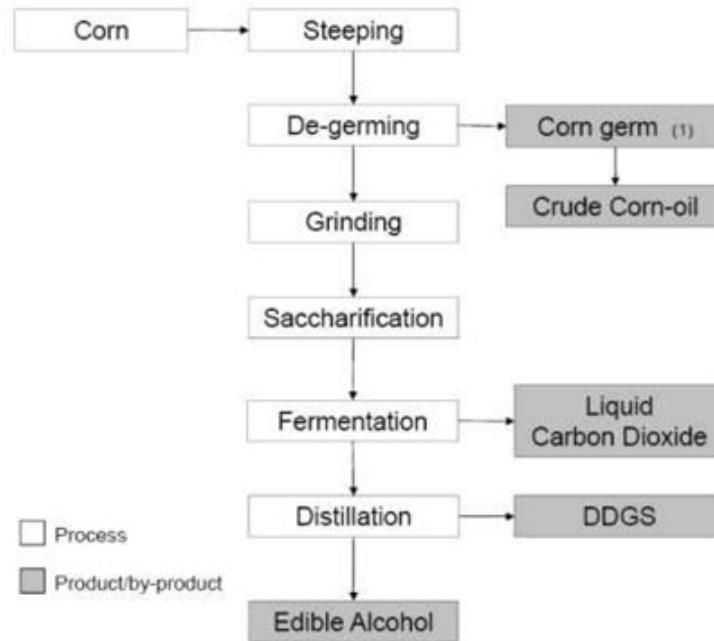 Corn
Steeping
De-germing
Corn germ (1)
Crude Corn-oil
Grinding
Saccharification
Fermentation
Liquid
Carbon Dioxide
Distillation
DDGS
Process
Product/by-product
Edible Alcohol